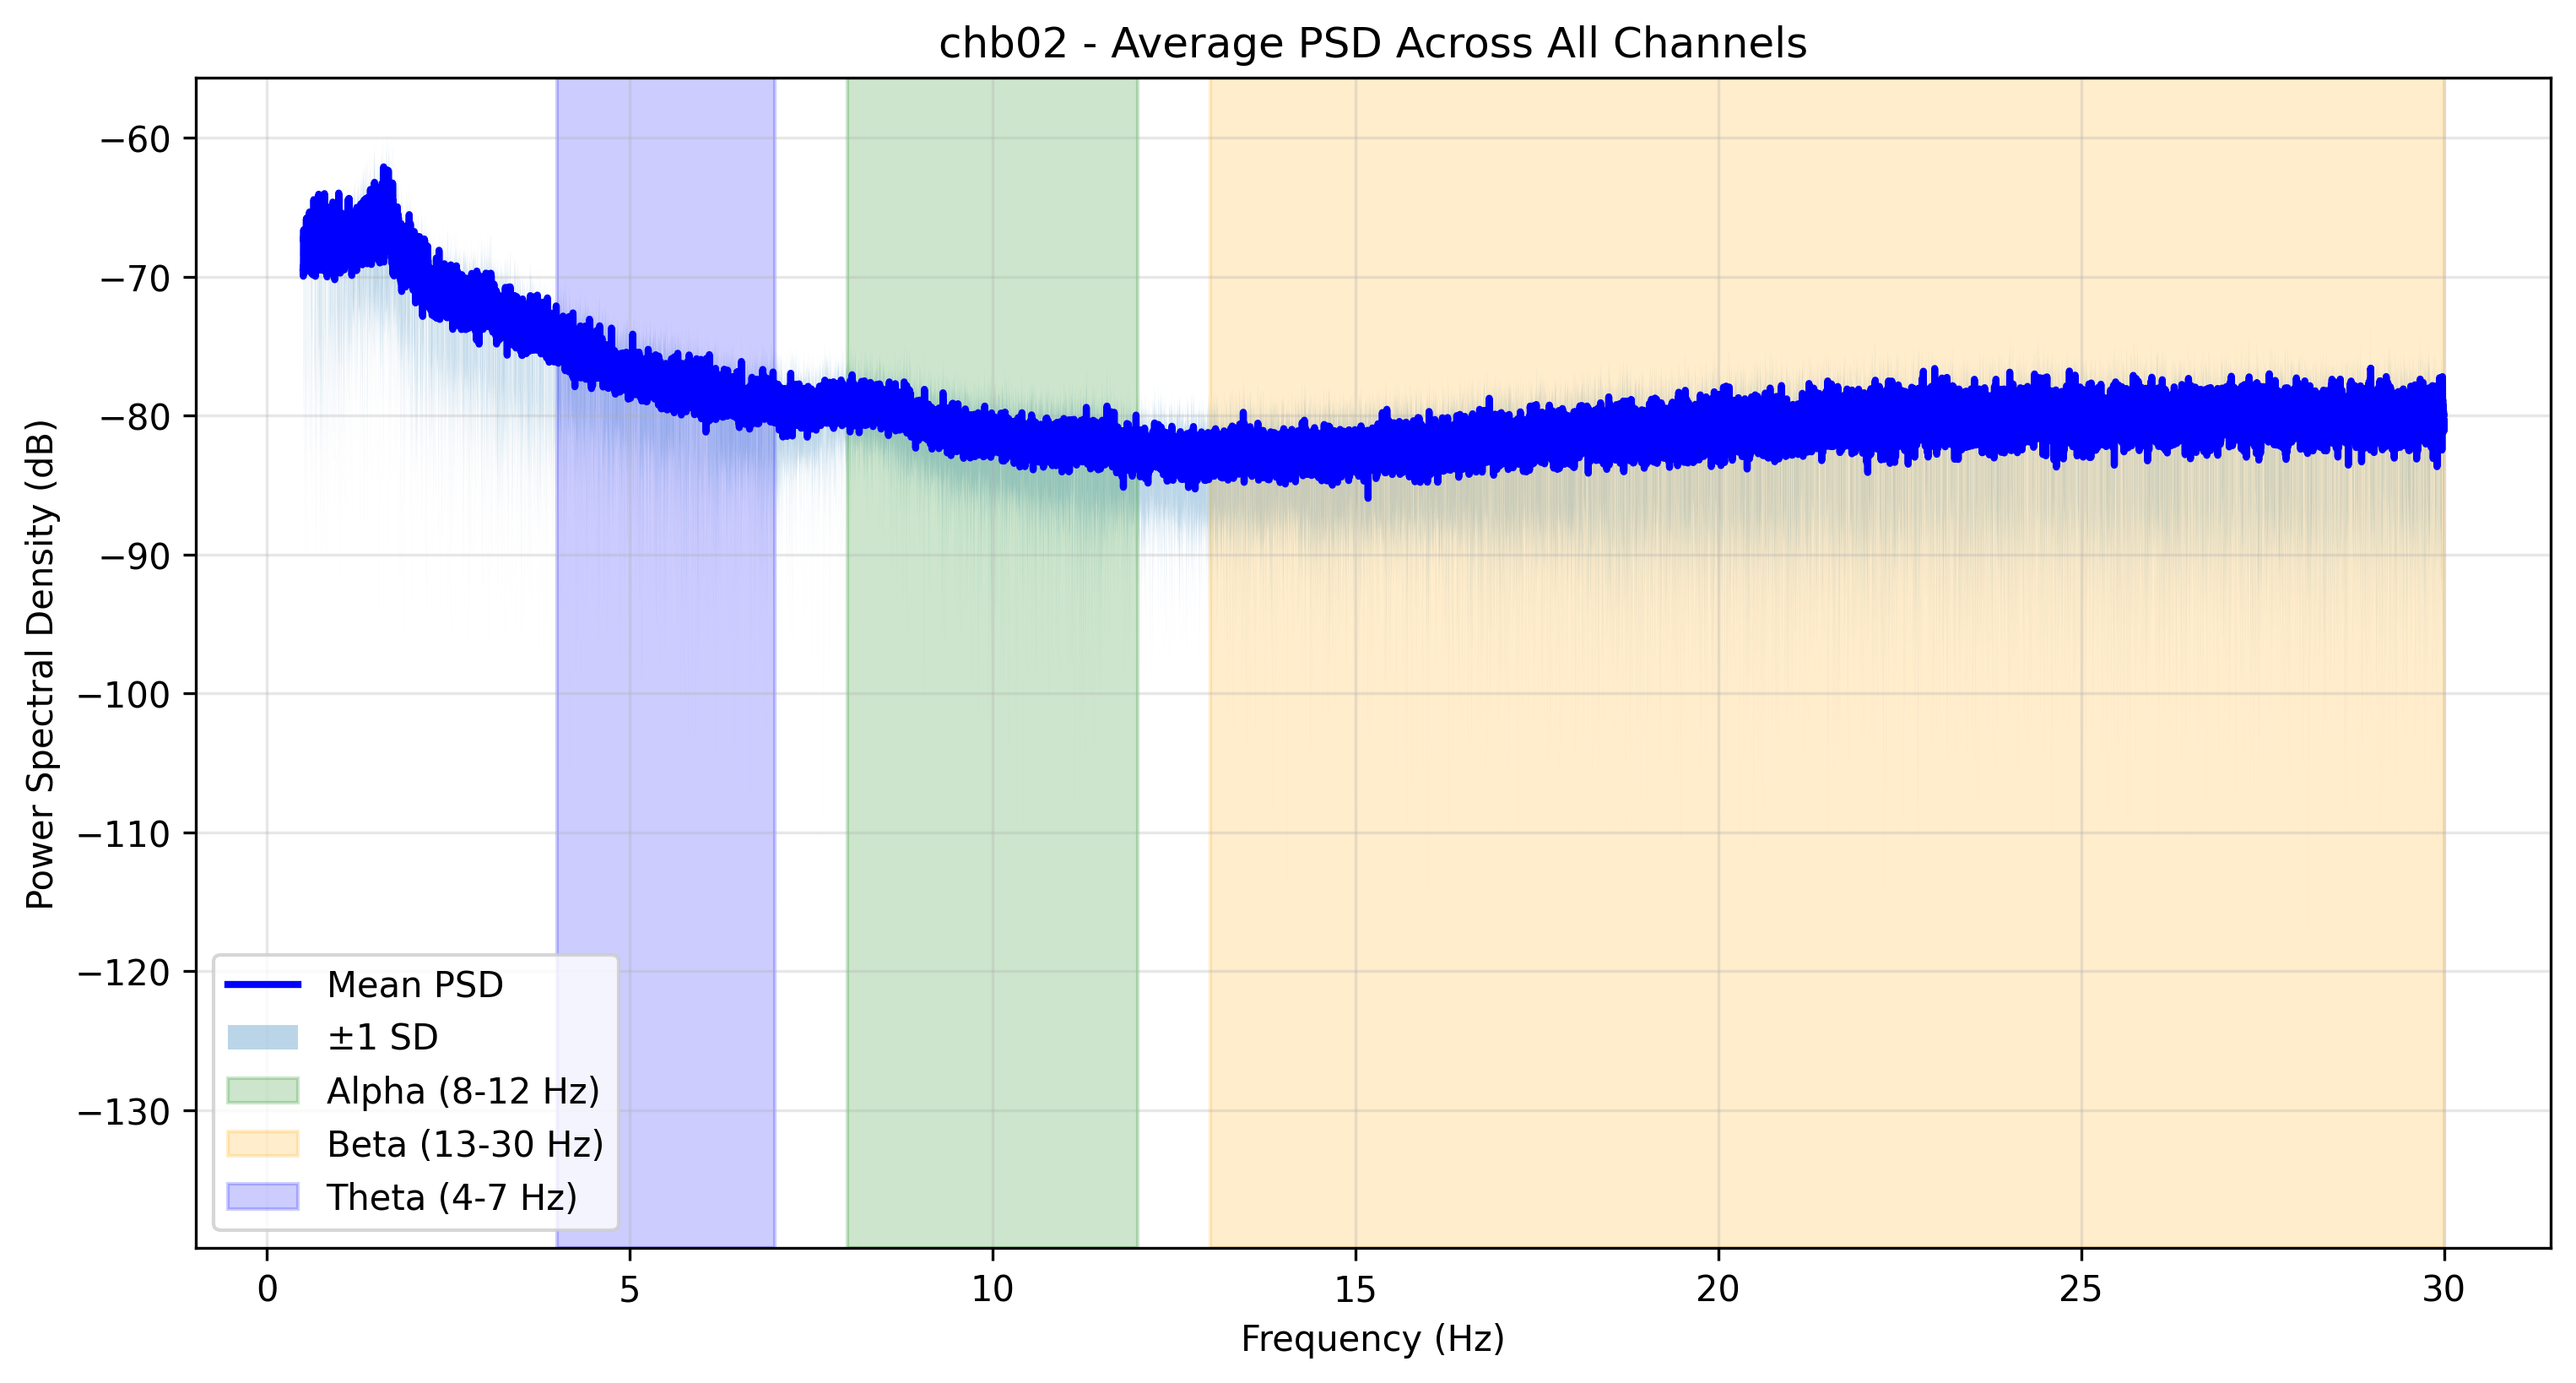 chb02 - Average PSD Across All Channels
Power Spectral Density (dB)
−60
−70
−80
−90
−100
−110
−120
−130
Mean PSD
±1 SD
Alpha (8-12 Hz)
Beta (13-30 Hz)
Theta (4-7 Hz)
0 5 10 15 20 25 30
Frequency (Hz)